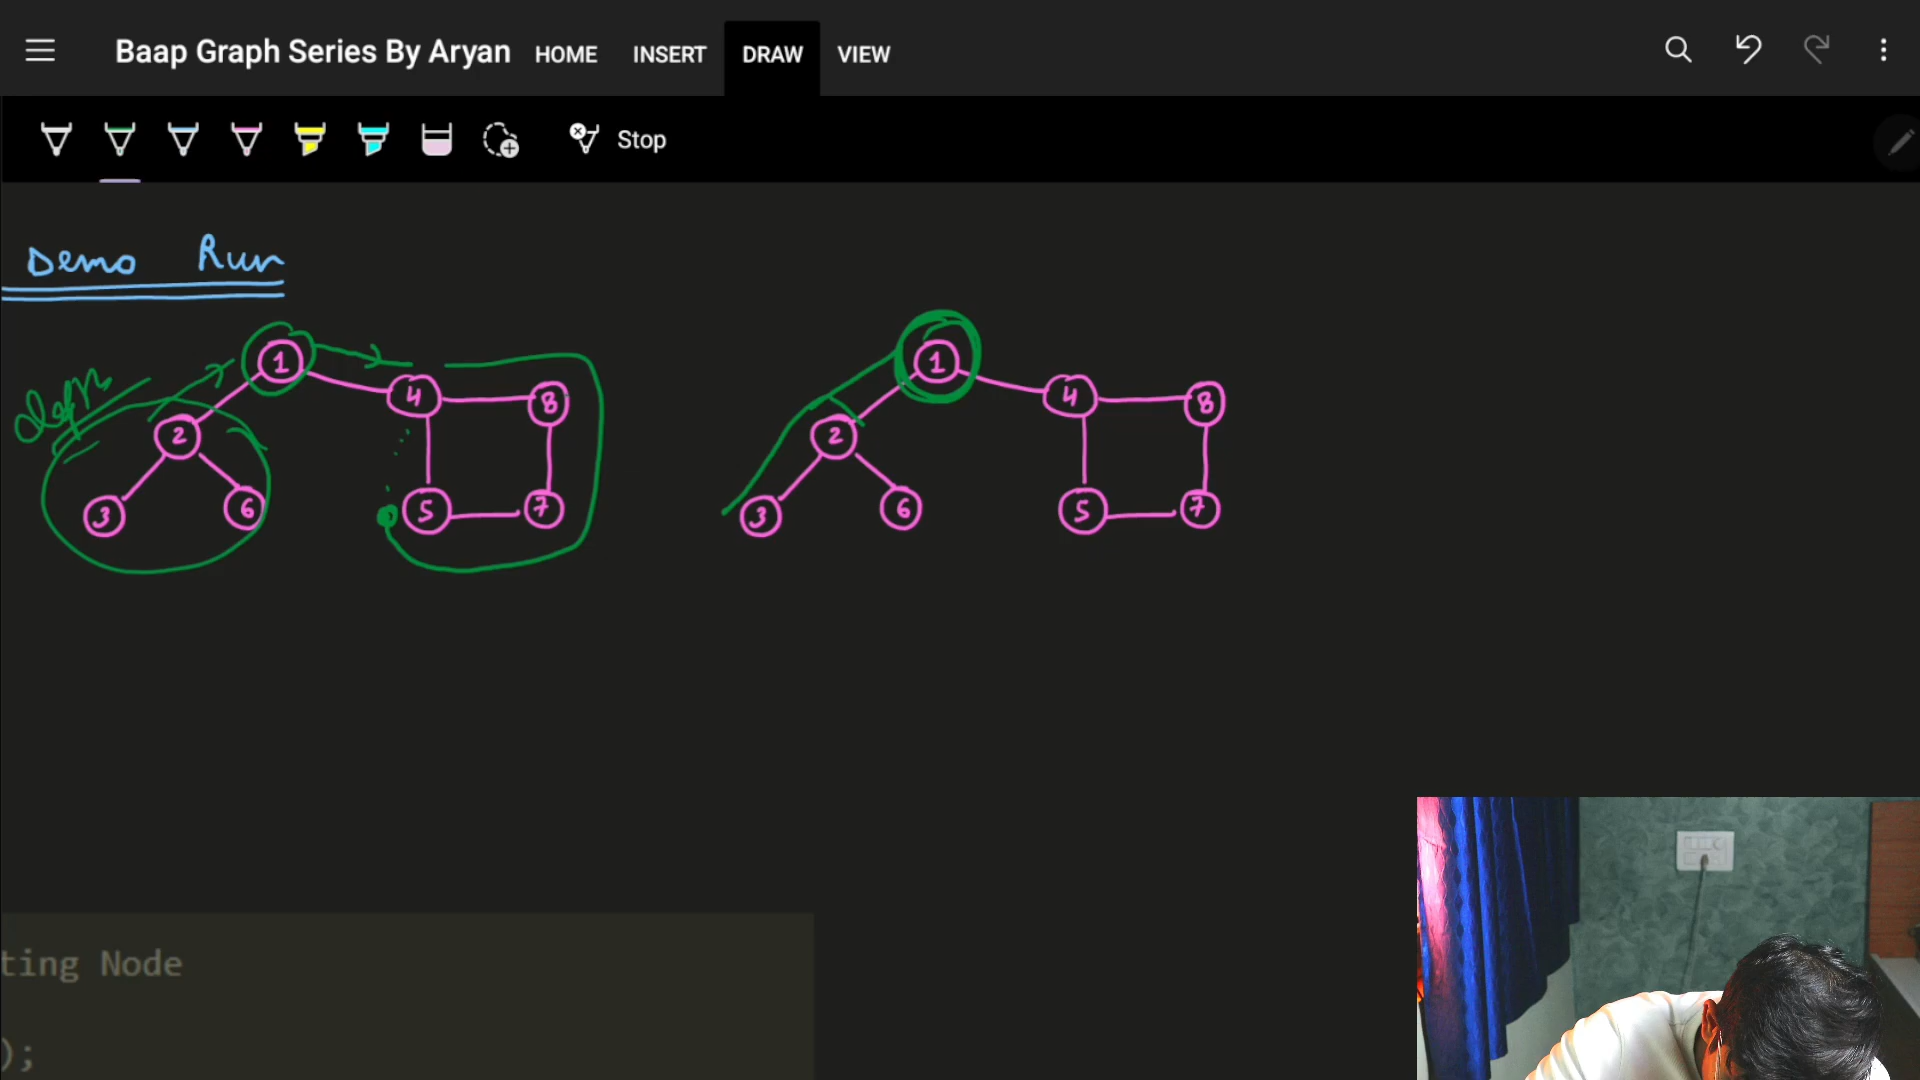 Baap Graph Series By Aryan HOME INSERT DRAW VIEW
Stop
Demo Run
1 1
4 8 4 8
2 2
3 6 5 7 3 6 5 7
ting Node
);